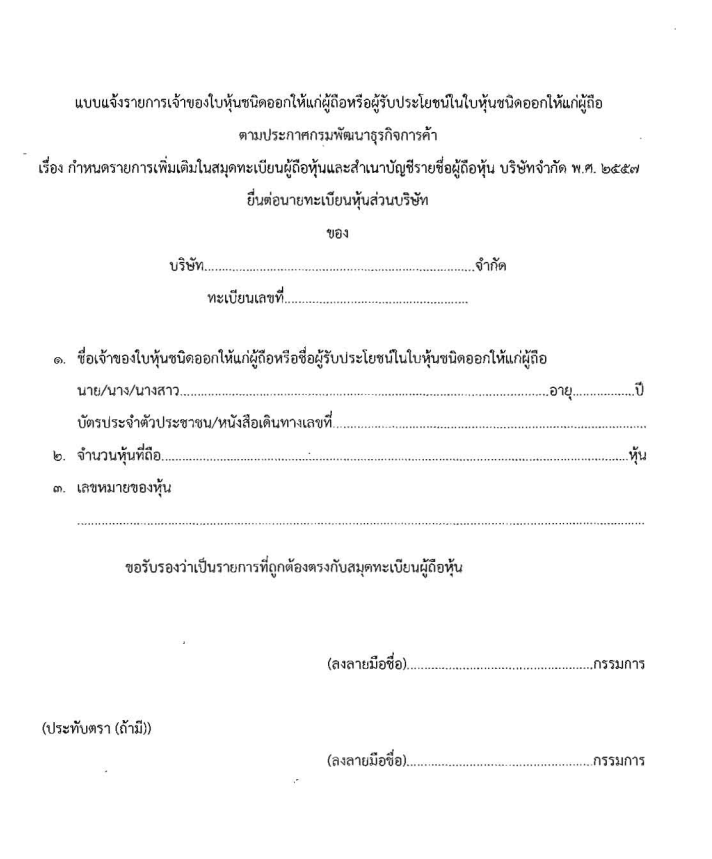 แบบแจ้งรายการเจ้าของใบหุ้นชนิดออกให้แก่ผู้ถือหรือผู้รับประโยชน์ในใบหุ้นชนิดออกให้แก่ผู้ถือ
ตามประกาศกรมพัฒนาธุรกิจการค้า
เรื่อง กำหนดรายการเพิ่มเติมในสมุดทะเบียนผู้ถือหุ้นและสำเนาบัญชีรายชื่อผู้ถือหุ้น บริษัทจำกัด พ.ศ. ๒๕๕๗
ยื่นต่อนายทะเบียนหุ้นส่วนบริษัท
ของ
บริษัท............................................................................จำกัด
ทะเบียนเลขที่....................................................
๑. ชื่อเจ้าของใบหุ้นชนิดออกให้แก่ผู้ถือหรือชื่อผู้รับประโยชน์ในใบหุ้นชนิดออกให้แก่ผู้ถือ
นาย/นาง/นางสาว........................................................................................................อายุ..................ปี
บัตรประจำตัวประชาชน/หนังสือเดินทางเลขที่.........................................................................................
๒. จำนวนหุ้นที่ถือ....................................................................................................................................หุ้น
๓. เลขหมายของหุ้น
................................................................................................................................................................
ขอรับรองว่าเป็นรายการที่ถูกต้องตรงกับสมุดทะเบียนผู้ถือหุ้น
(ลงลายมือชื่อ).....................................................กรรมการ
(ประทับตรา (ถ้ามี))
(ลงลายมือชื่อ).....................................................กรรมการ